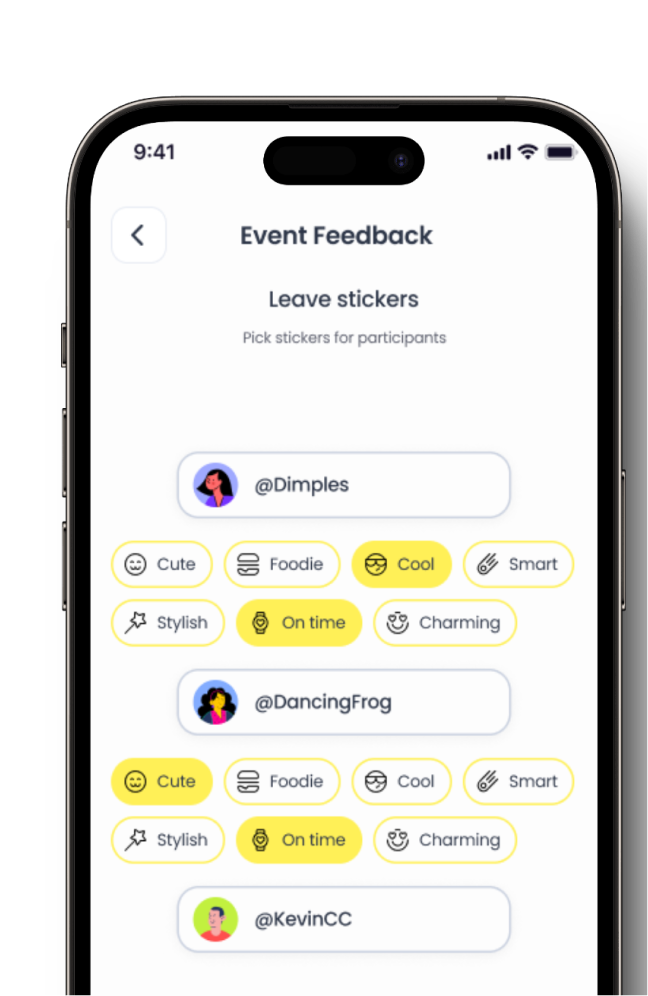 9:41
Event Feedback
Leave stickers
Pick stickers for participants
@Dimples
Cute Foodie Cool Smart
Stylish On time Charming
@DancingFrog
Cute Foodie Cool Smart
Stylish On time Charming
@KevinCC